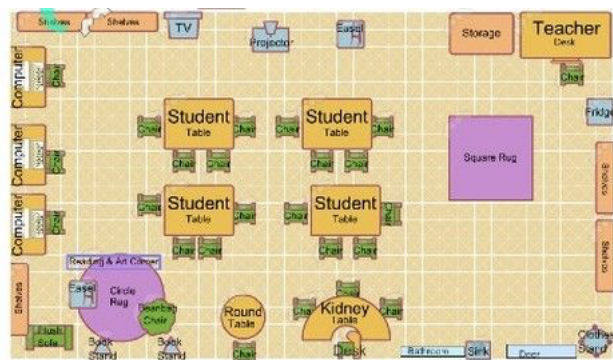 Shelves
Shelves
TV
Projector
Easel
Storage
Teacher
Desk
Chair
Computer
Chair
Fridge
Student
Table
Chair
Chair
Chair
Chair
Student
Table
Chair
Chair
Chair
Chair
Computer
Chair
Square Rug
Shelves
Computer
Chair
Student
Table
Chair
Chair
Chair
Chair
Student
Table
Chair
Chair
Chair
Chair
Shelves
Reading & Art Corner
Easel
Circle
Rug
Beanbag
Chair
Shelves
Plush
Sofa
Book
Stand
Book
Stand
Round
Table
Chair
Chair
Chair
Chair
Kidney
Table
Desk
Bathroom
Sink
Door
Clothes
Stand